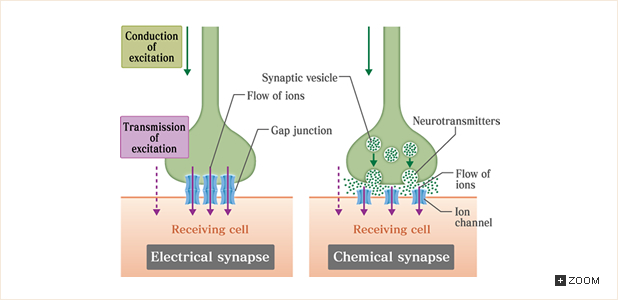 Conduction
of
excitation
Synaptic vesicle
Flow of ions
Neurotransmitters
Transmission
of
excitation
Gap junction
Flow of
ions
Ion
channel
Receiving cell
Receiving cell
Electrical synapse
Chemical synapse
+ ZOOM